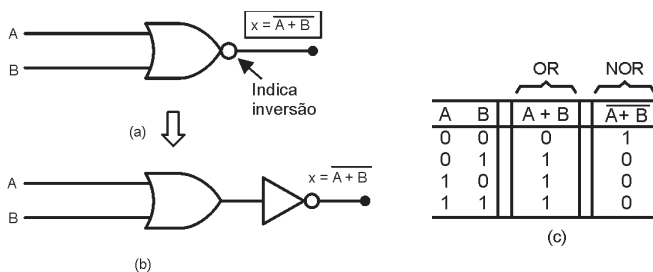 A
B
x = A + B
Indica
inversão
(a)
A
B
x = A + B
(b)
OR NOR
A B A + B A + B
0 0 0 1
0 1 1 0
1 0 1 0
1 1 1 0
(c)